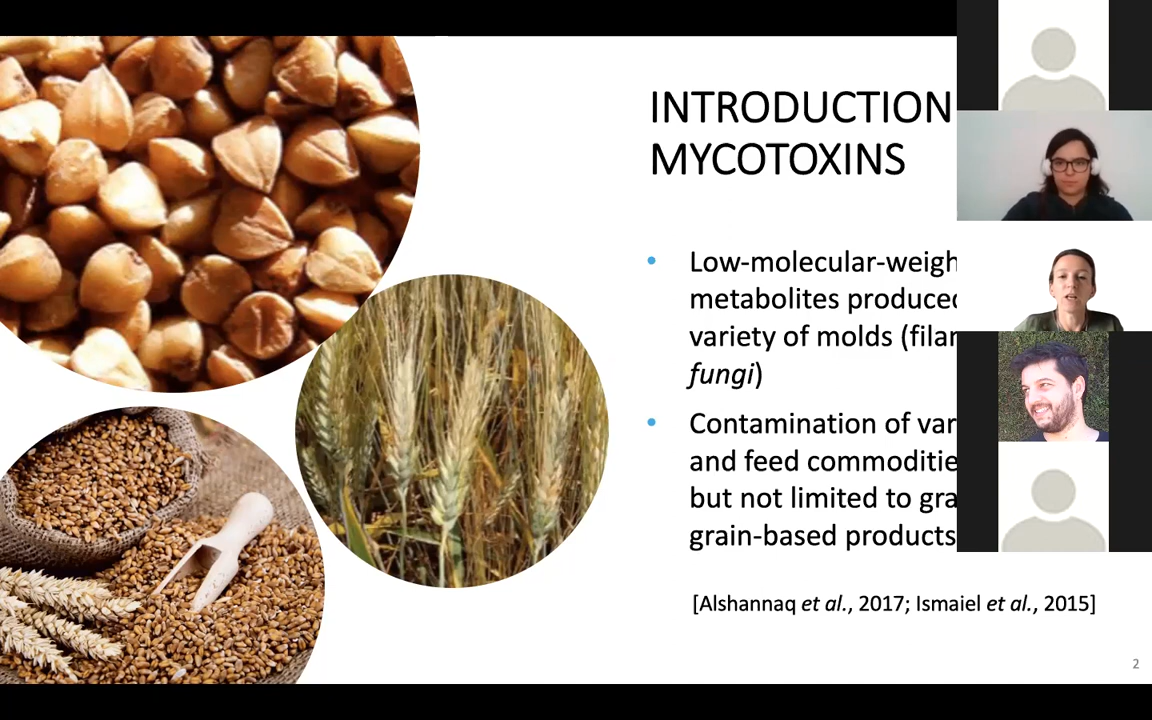 INTRODUCTION
MYCOTOXINS
• Low-molecular-weigh
metabolites produce
variety of molds (filar
fungi)
• Contamination of var
and feed commoditie
but not limited to gra
grain-based products
[Alshannaq et al., 2017; Ismaiel et al., 2015]
2